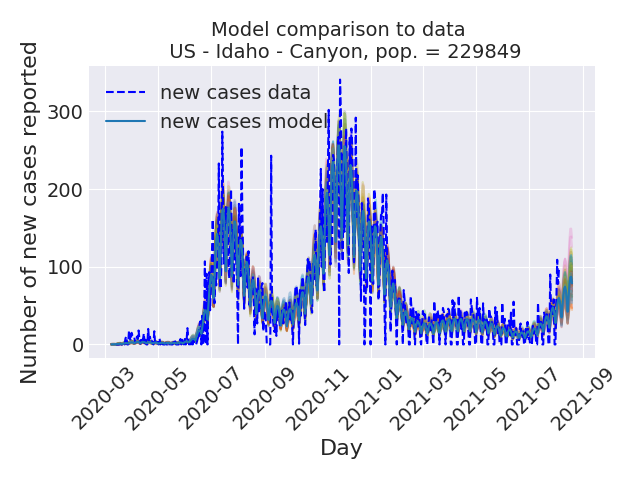 Model comparison to data
US - Idaho - Canyon, pop. = 229849
Number of new cases reported
300
200
100
0
new cases data
new cases model
2020-03
2020-05
2020-07
2020-09
2020-11
2021-01
2021-03
2021-05
2021-07
2021-09
Day